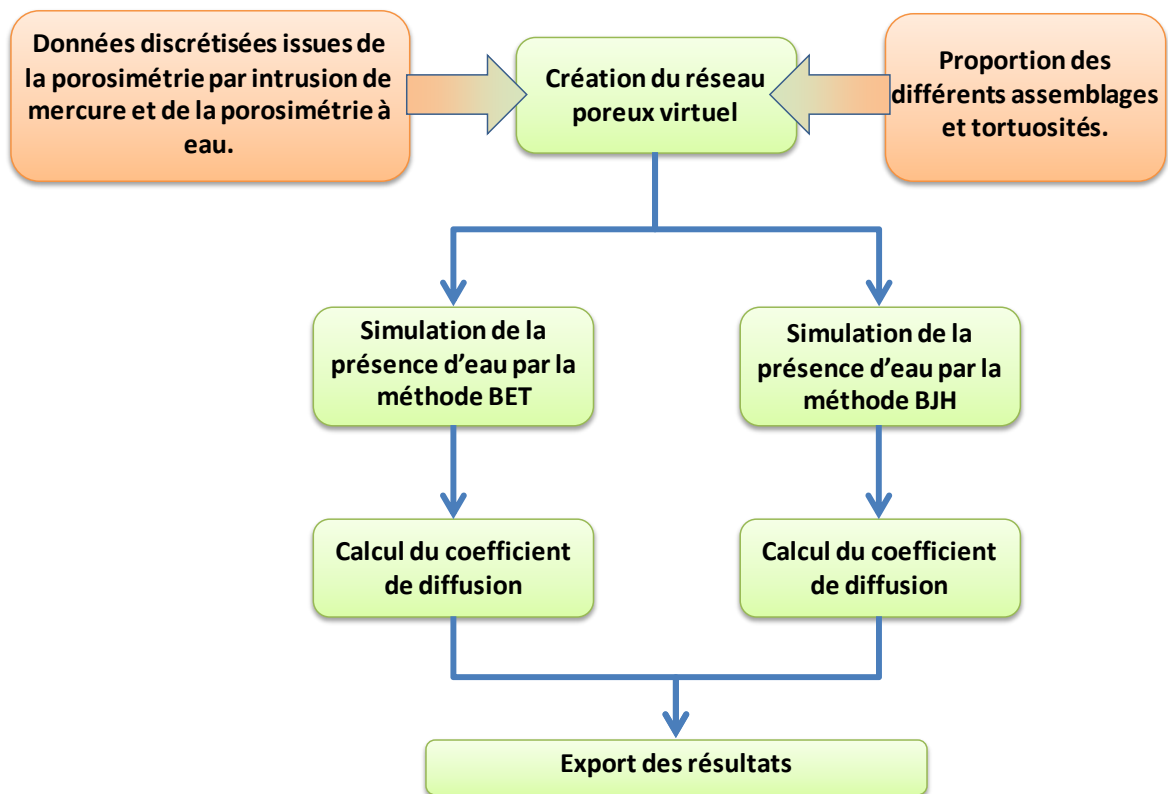 Données discrétisées issues de
la porosimétrie par intrusion de
mercure et de la porosimétrie à
eau.
Création du réseau
poreux virtuel
Proportion des
différents assemblages
et tortuosités.
Simulation de la
présence d'eau par la
méthode BET
Simulation de la
présence d'eau par la
méthode BJH
Calcul du coefficient
de diffusion
Calcul du coefficient
de diffusion
Export des résultats